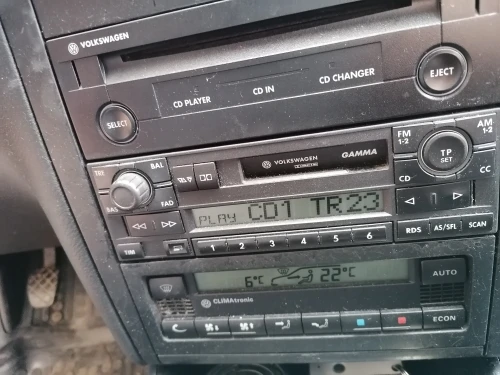 VOLKSWAGEN
CD PLAYER CD IN CD CHANGER
SELECT EJECT
TRE BAL
VOLKSWAGEN GAMMA
FM 1-2
TP SET
AM 1-2
BAS FAD
CD CC
PLAY CD1 TR23
TIM
1 2 3 4 5 6
RDS AS/SFL SCAN
6°C 22°C
AUTO
CLIMAtronic
ECON